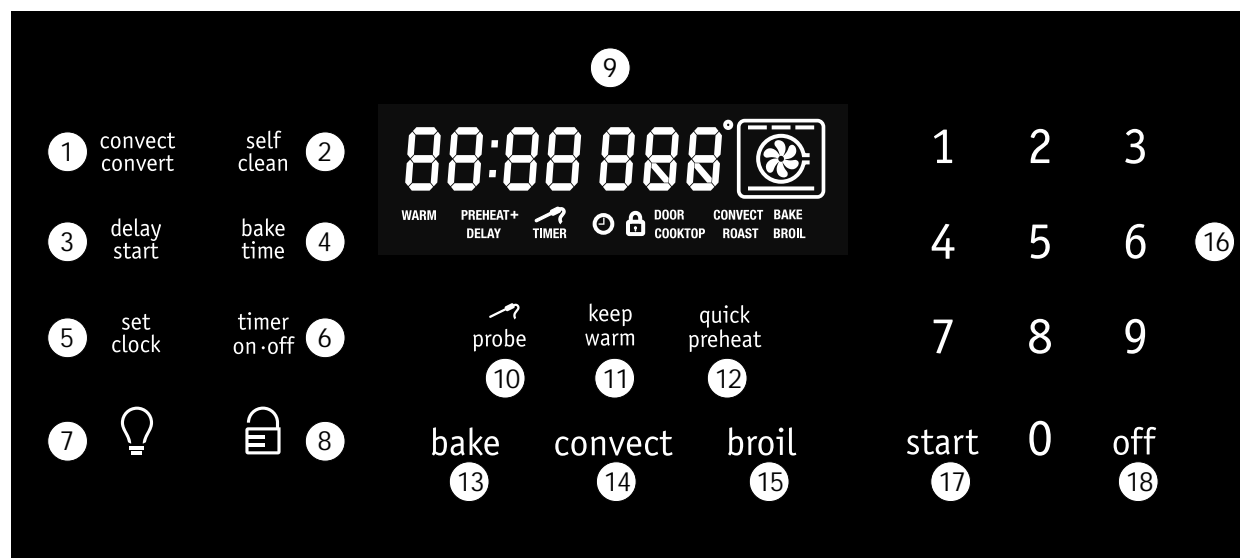 9
1 convect convert
self clean 2
88:88 888°
1 2 3
WARM PREHEAT+ DELAY TIMER DOOR COOKTOP CONVECT ROAST BAKE BROIL
3 delay start
bake time 4
4 5 6 16
5 set clock
timer on·off 6
probe
keep warm
quick preheat
7 8 9
10 11 12
7 8
bake convect broil
start 0 off
13 14 15 17 18